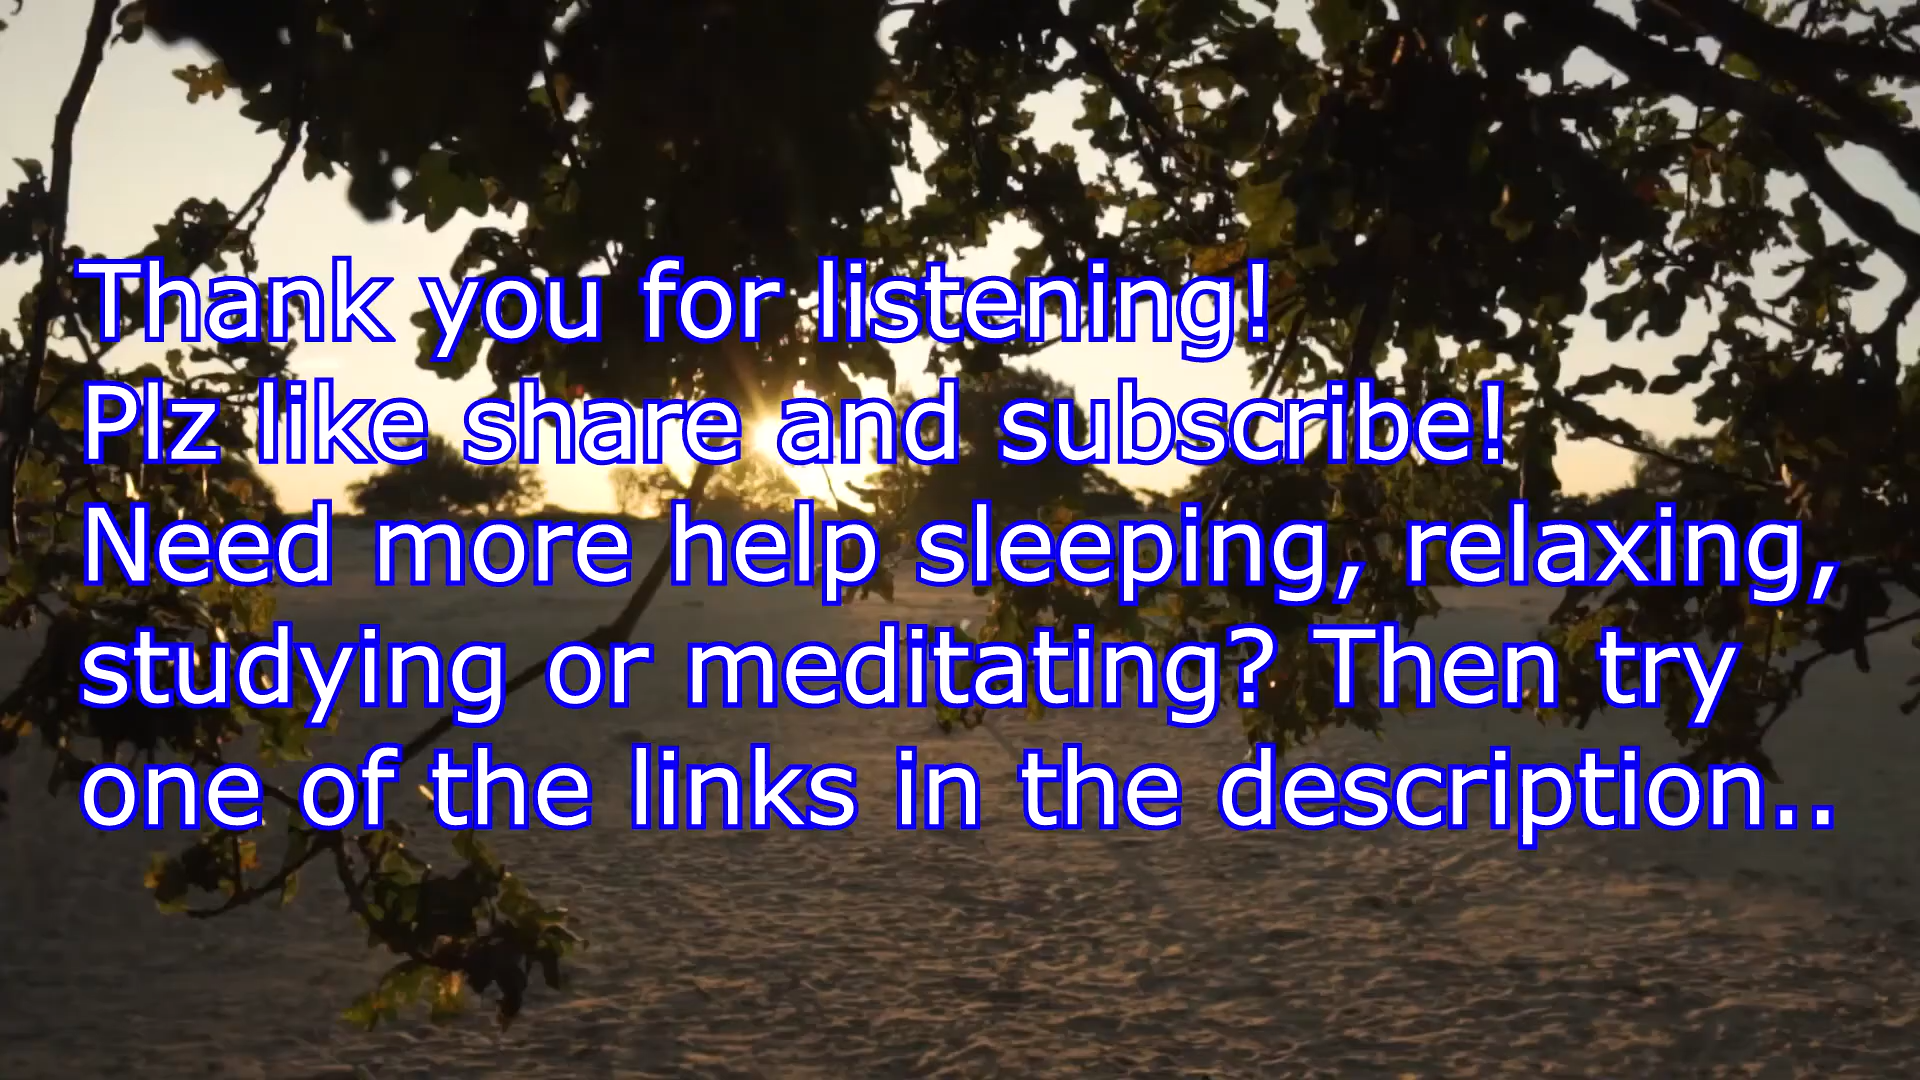 Thank you for listening!
Plz like share and subscribe!
Need more help sleeping, relaxing,
studying or meditating? Then try
one of the links in the description..